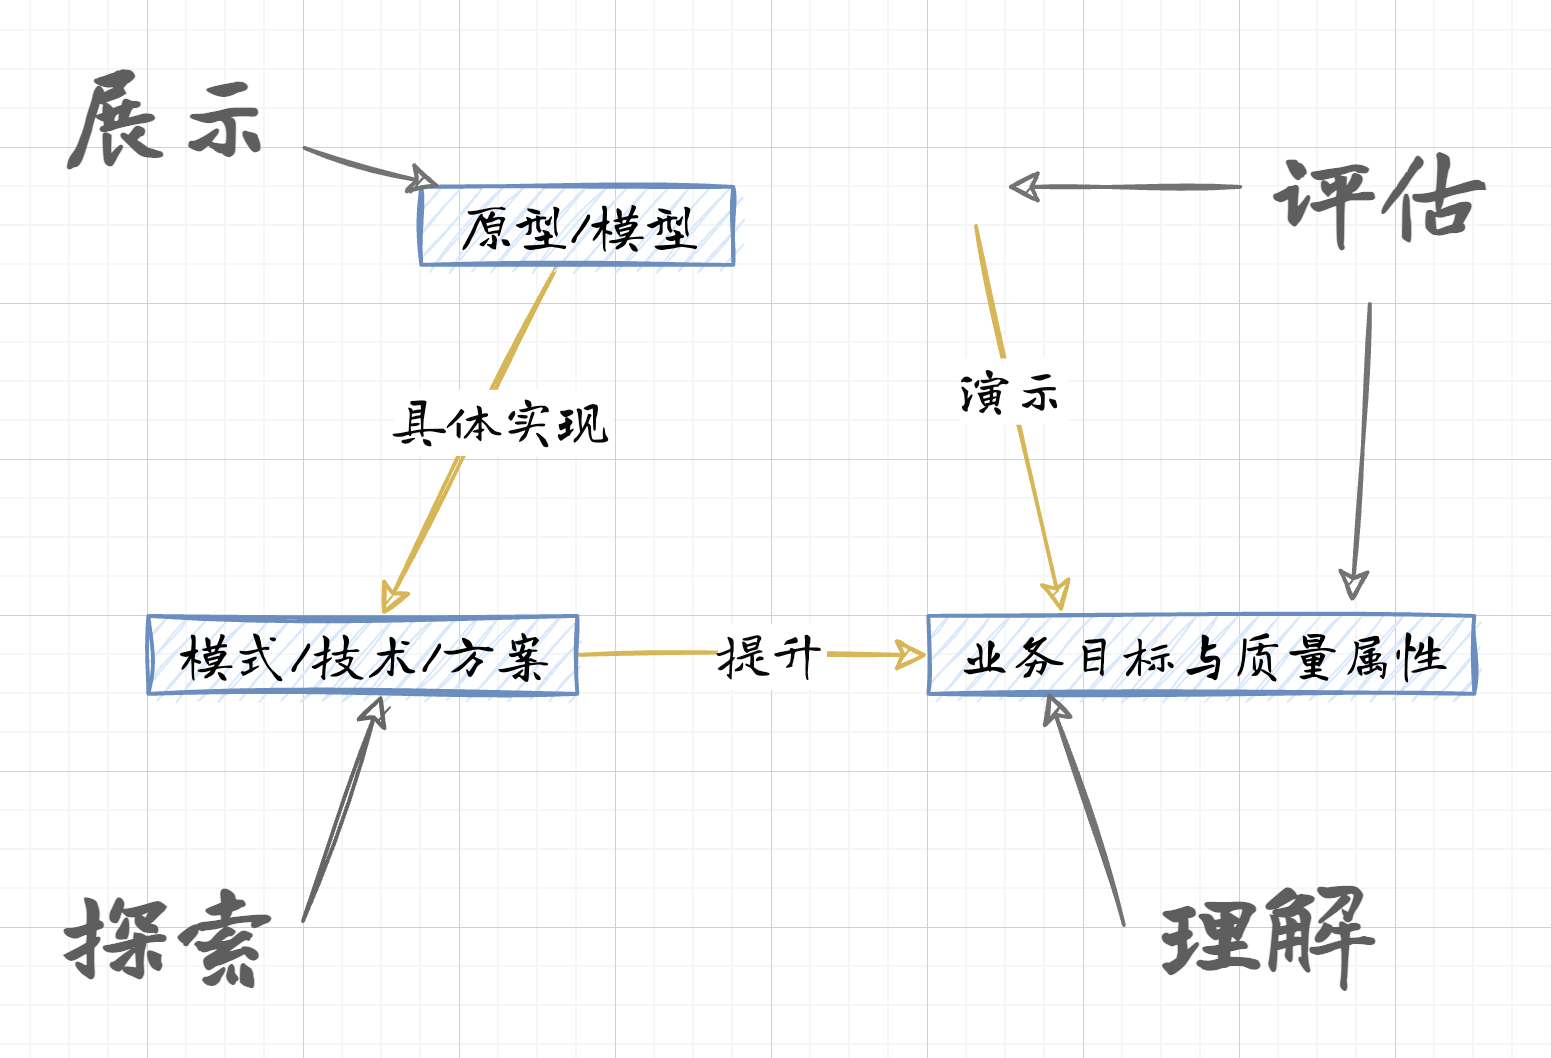 展示
评估
原型/模型
演示
具体实现
模式/技术/方案
提升
业务目标与质量属性
探索
理解